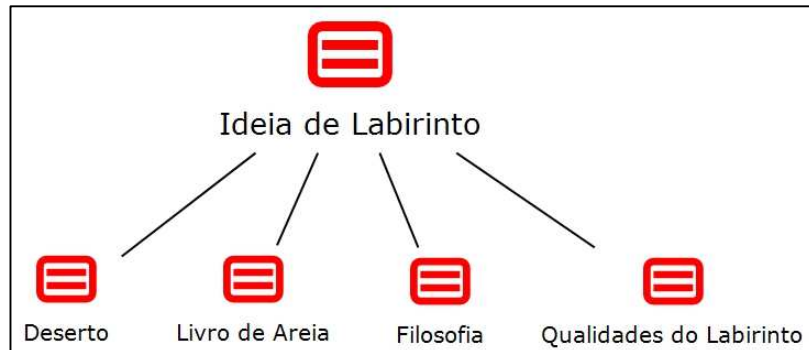 Ideia de Labirinto
Deserto
Livro de Areia
Filosofia
Qualidades do Labirinto